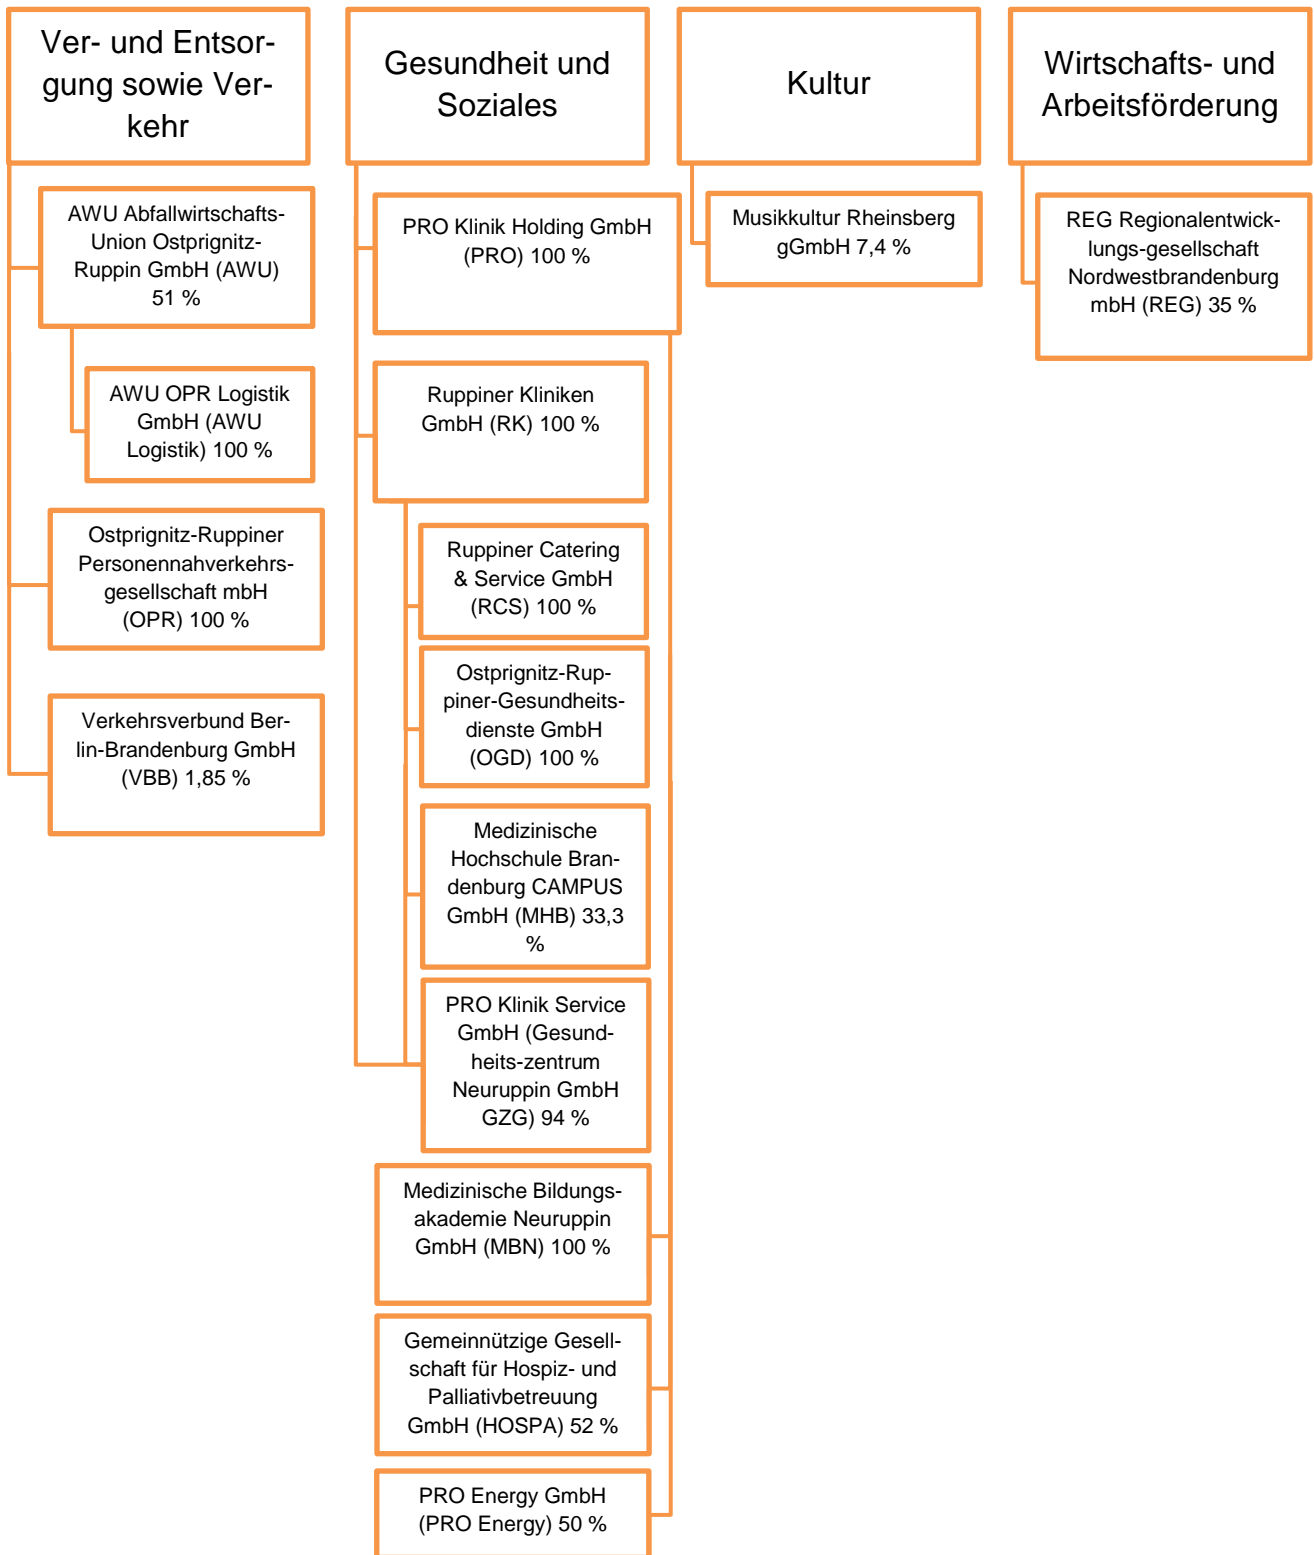 Ver- und Entsor-
gung sowie Ver-
kehr
AWU Abfallwirtschafts-
Union Ostprignitz-
Ruppin GmbH (AWU)
51 %
AWU OPR Logistik
GmbH (AWU
Logistik) 100 %
Ostprignitz-Ruppiner
Personennahverkehrs-
gesellschaft mbH
(OPR) 100 %
Verkehrsverbund Ber-
lin-Brandenburg GmbH
(VBB) 1,85 %
Gesundheit und
Soziales
PRO Klinik Holding GmbH
(PRO) 100 %
Ruppiner Kliniken
GmbH (RK) 100 %
Ruppiner Catering
& Service GmbH
(RCS) 100 %
Ostprignitz-Rup-
piner-Gesundheits-
dienste GmbH
(OGD) 100 %
Medizinische
Hochschule Bran-
denburg CAMPUS
GmbH (MHB) 33,3
%
PRO Klinik Service
GmbH (Gesund-
heits-zentrum
Neuruppin GmbH
GZG) 94 %
Medizinische Bildungs-
akademie Neuruppin
GmbH (MBN) 100 %
Gemeinnützige Gesell-
schaft für Hospiz- und
Palliativbetreuung
GmbH (HOSPA) 52 %
PRO Energy GmbH
(PRO Energy) 50 %
Kultur
Musikkultur Rheinsberg
gGmbH 7,4 %
Wirtschafts- und
Arbeitsförderung
REG Regionalentwick-
lungs-gesellschaft
Nordwestbrandenburg
mbH (REG) 35 %